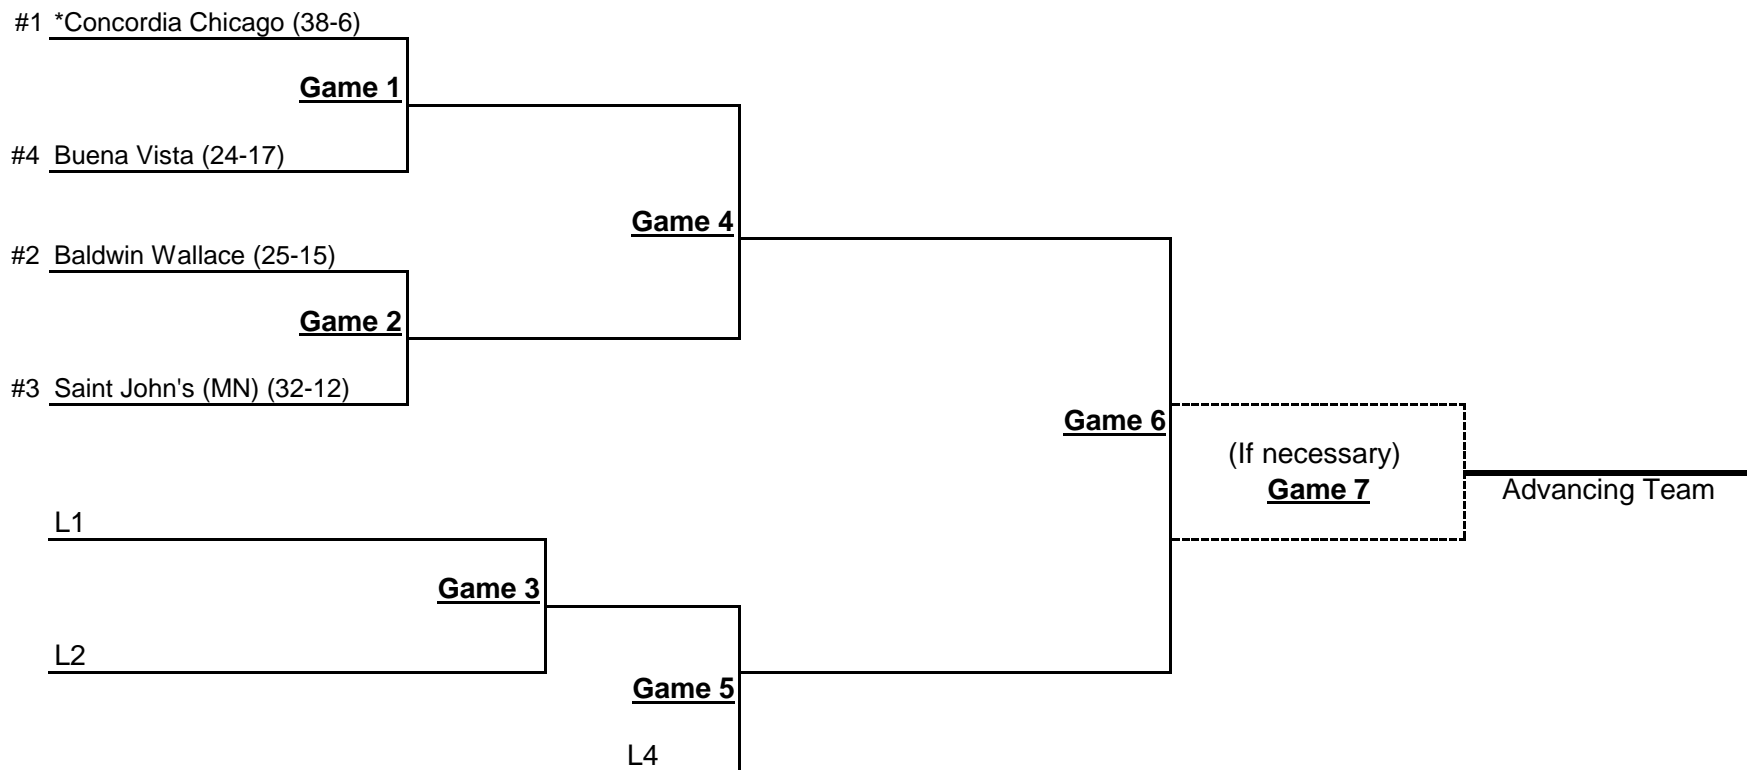 #1 *Concordia Chicago (38-6)
Game 1
#4 Buena Vista (24-17)
Game 4
#2 Baldwin Wallace (25-15)
Game 2
#3 Saint John's (MN) (32-12)
Game 6
(If necessary)
Game 7
Advancing Team
L1
Game 3
L2
Game 5
L4